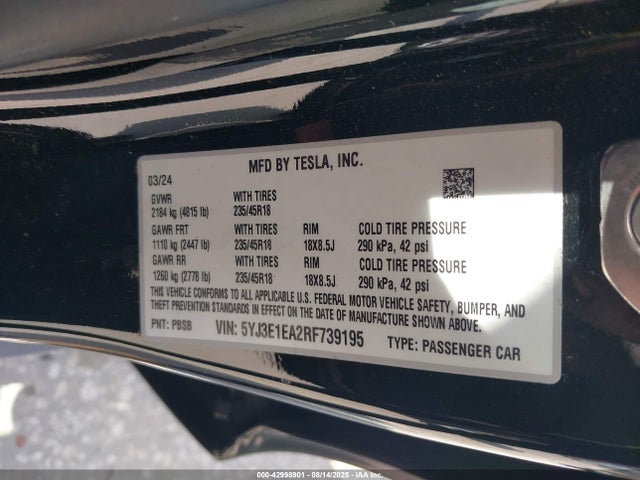 MFD BY TESLA, INC.
03/24
GVWR WITH TIRES
2184 kg (4815 lb) 235/45R18
GAWR FRT WITH TIRES RIM COLD TIRE PRESSURE
1110 kg (2447 lb) 235/45R18 18X8.5J 290 kPa, 42 psi
GAWR RR WITH TIRES RIM COLD TIRE PRESSURE
1260 kg (2778 lb) 235/45R18 18X8.5J 290 kPa, 42 psi
THIS VEHICLE CONFORMS TO ALL APPLICABLE U.S. FEDERAL MOTOR VEHICLE SAFETY, BUMPER, AND
THEFT PREVENTION STANDARDS IN EFFECT ON THE DATE OF MANUFACTURE SHOWN ABOVE.
PNT: PBSB VIN: 5YJ3E1EA2RF739195 TYPE: PASSENGER CAR
000-42998901 - 08/14/2025 - IAAI.COM